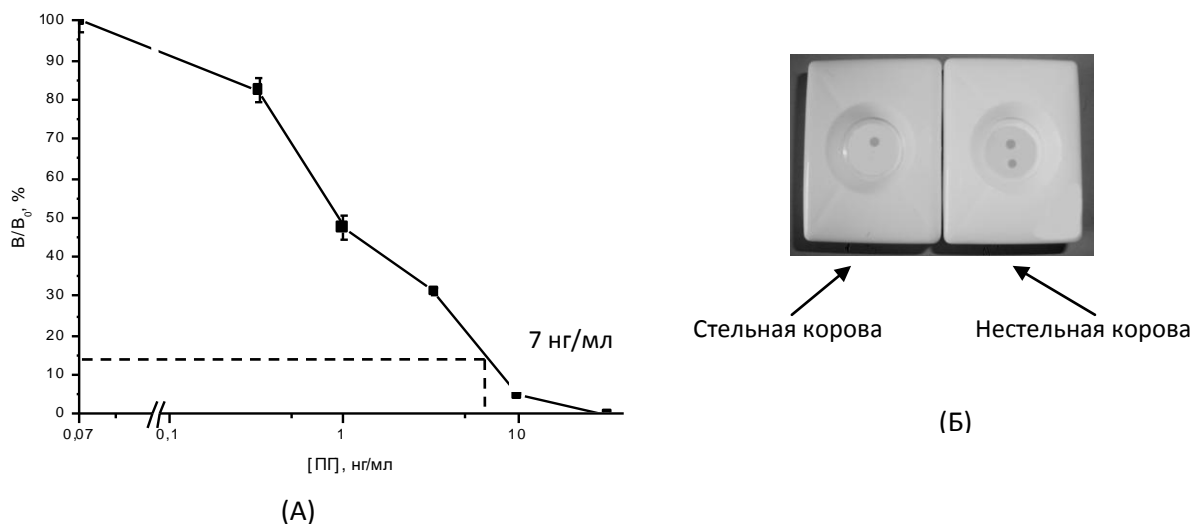 100
90
80
70
60
50
40
30
20
10
0
B/B₀, %
7 нг/мл
0,07
0,1
1
10
[ПГ], нг/мл
(А)
Стельная корова
Нестельная корова
(Б)